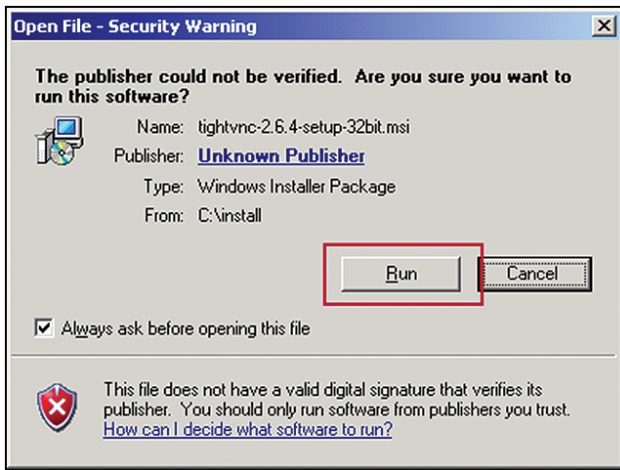 Open File - Security Warning
The publisher could not be verified.  Are you sure you want to
run this software?
Name: tightvnc-2.6.4-setup-32bit.msi
Publisher: Unknown Publisher
Type: Windows Installer Package
From: C:\install
Run Cancel
Always ask before opening this file
This file does not have a valid digital signature that verifies its
publisher.  You should only run software from publishers you trust.
How can I decide what software to run?